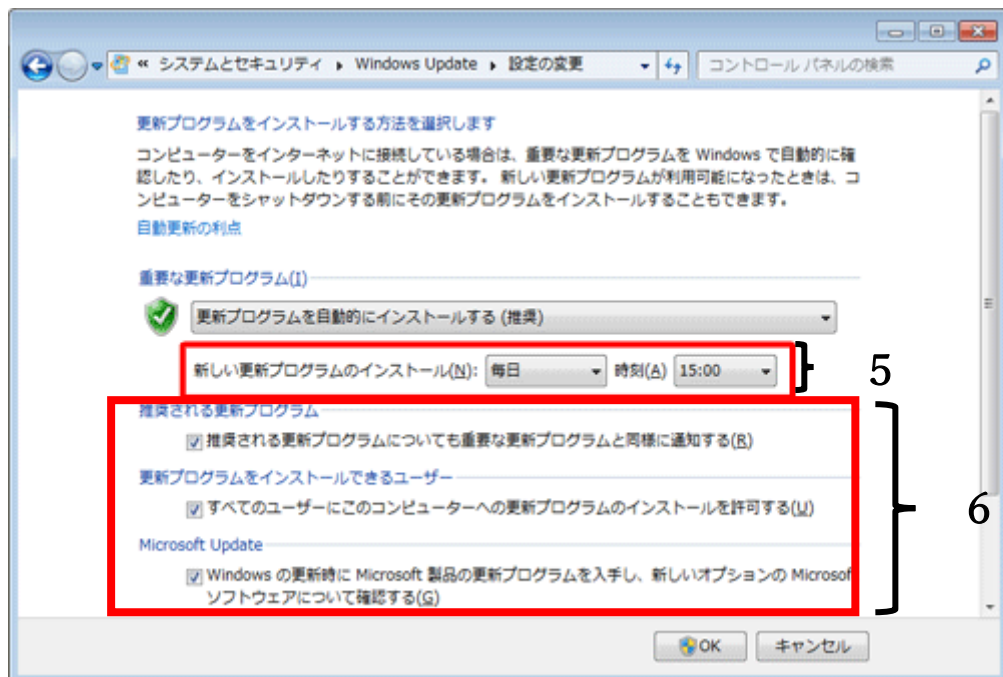 « システムとセキュリティ ▸ Windows Update ▸ 設定の変更 コントロール パネルの検索
更新プログラムをインストールする方法を選択します
コンピューターをインターネットに接続している場合は、重要な更新プログラムを Windows で自動的に確
認したり、インストールしたりすることができます。 新しい更新プログラムが利用可能になったときは、コ
ンピューターをシャットダウンする前にその更新プログラムをインストールすることもできます。
自動更新の利点
重要な更新プログラム(I)
更新プログラムを自動的にインストールする (推奨)
新しい更新プログラムのインストール(N): 毎日 時刻(A) 15:00 5
推奨される更新プログラム
推奨される更新プログラムについても重要な更新プログラムと同様に通知する(R)
更新プログラムをインストールできるユーザー
すべてのユーザーにこのコンピューターへの更新プログラムのインストールを許可する(U) 6
Microsoft Update
Windows の更新時に Microsoft 製品の更新プログラムを入手し、新しいオプションの Microsof
ソフトウェアについて確認する(G)
OK キャンセル